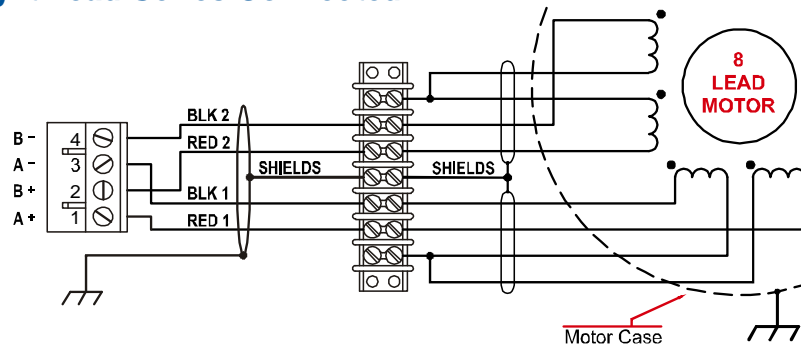 BLK 2
RED 2
SHIELDS
BLK 1
RED 1
B - 4
A - 3
B + 2
A + 1
SHIELDS
8
LEAD
MOTOR
Motor Case